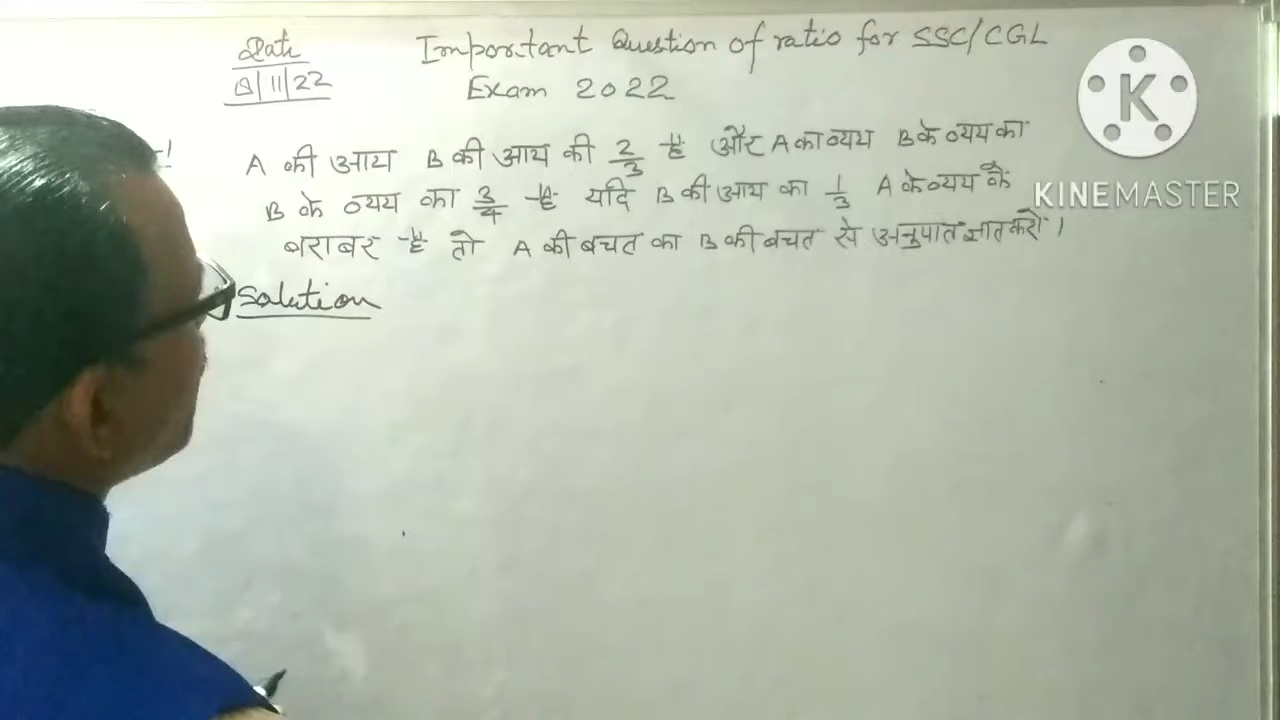 Date
Important Question of ratio for SSC/CGL
8/11/22
Exam 2022
A की आय B की आय की 2/3 है और A का व्यय B के व्यय का
B के व्यय का 3/4 है यदि B की आय का 1/3 A के व्यय के
बराबर है तो A की बचत का B की बचत से अनुपात ज्ञात करो।
Solution
K
KINEMASTER